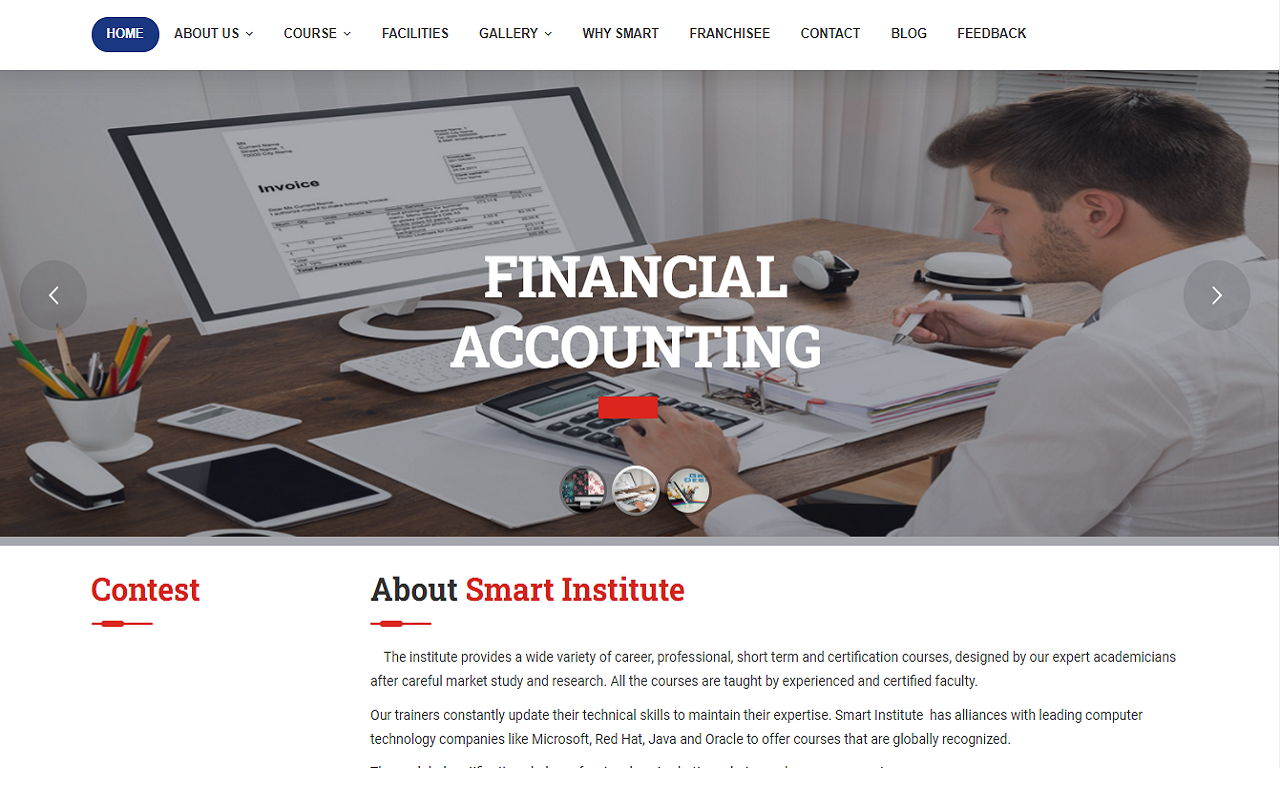 HOME ABOUT US COURSE FACILITIES GALLERY WHY SMART FRANCHISEE CONTACT BLOG FEEDBACK
Invoice
FINANCIAL
ACCOUNTING
Contest
About Smart Institute
The institute provides a wide variety of career, professional, short term and certification courses, designed by our expert academicians
after careful market study and research. All the courses are taught by experienced and certified faculty.
Our trainers constantly update their technical skills to maintain their expertise. Smart Institute has alliances with leading computer
technology companies like Microsoft, Red Hat, Java and Oracle to offer courses that are globally recognized.